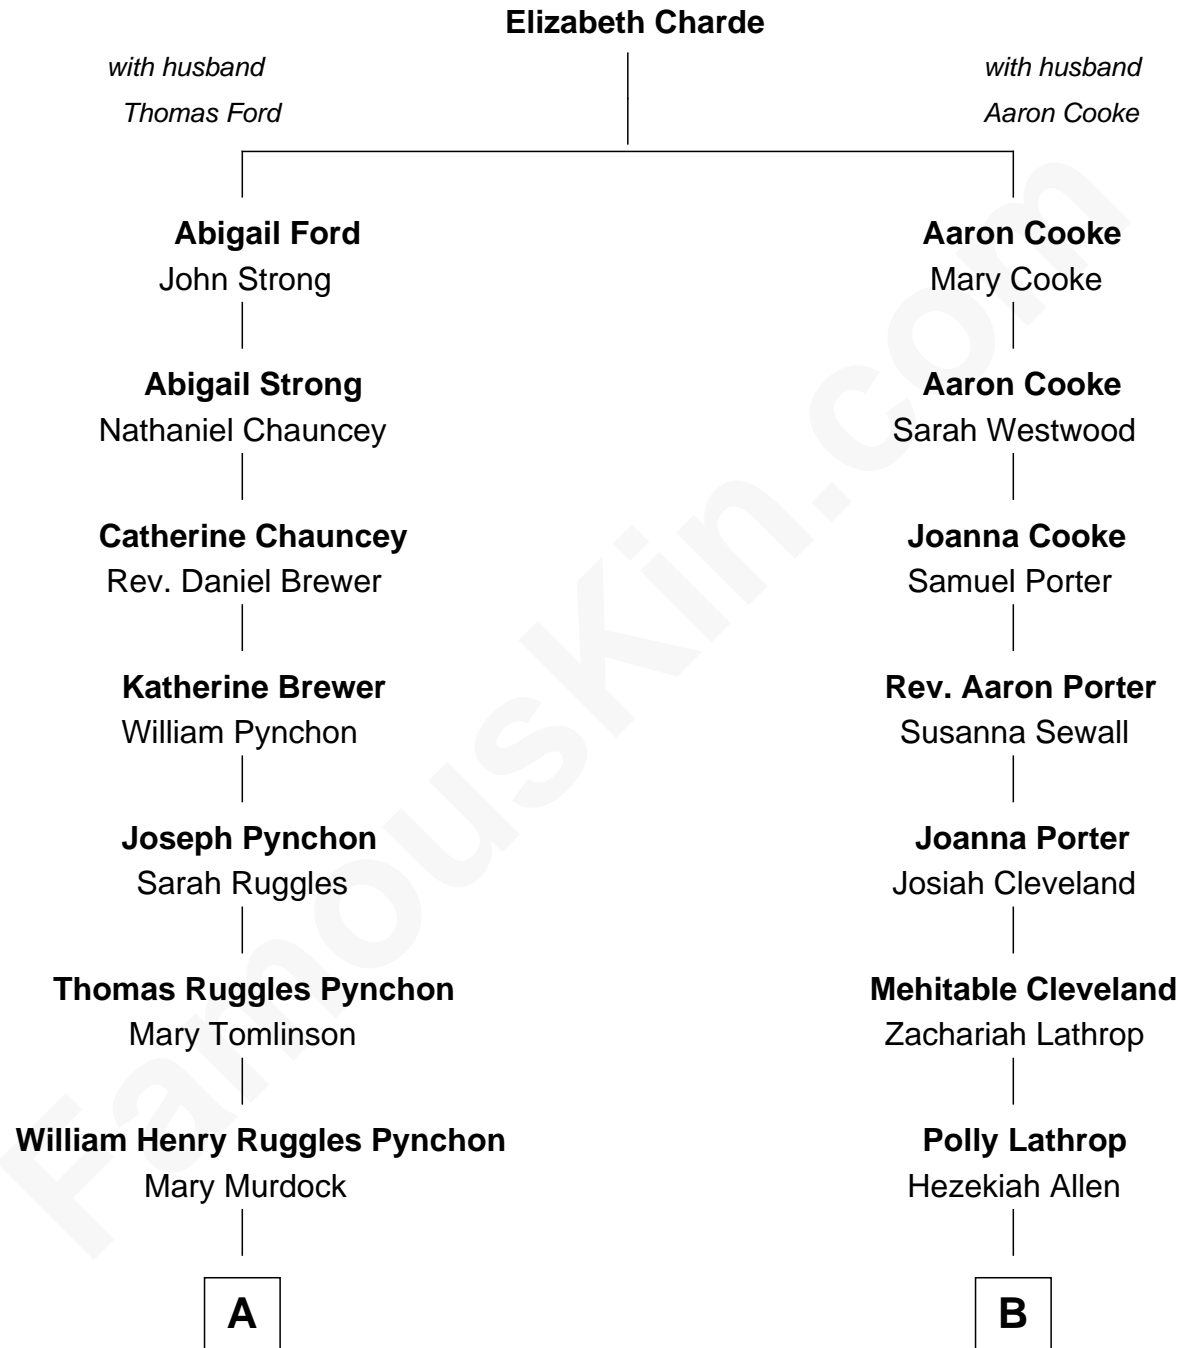 Elizabeth Charde
with husband
Thomas Ford
with husband
Aaron Cooke
Abigail Ford
John Strong
Aaron Cooke
Mary Cooke
Abigail Strong
Nathaniel Chauncey
Aaron Cooke
Sarah Westwood
Catherine Chauncey
Rev. Daniel Brewer
Joanna Cooke
Samuel Porter
Katherine Brewer
William Pynchon
Rev. Aaron Porter
Susanna Sewall
Joseph Pynchon
Sarah Ruggles
Joanna Porter
Josiah Cleveland
Thomas Ruggles Pynchon
Mary Tomlinson
Mehitable Cleveland
Zachariah Lathrop
William Henry Ruggles Pynchon
Mary Murdock
Polly Lathrop
Hezekiah Allen
A
B
FamousKin.com